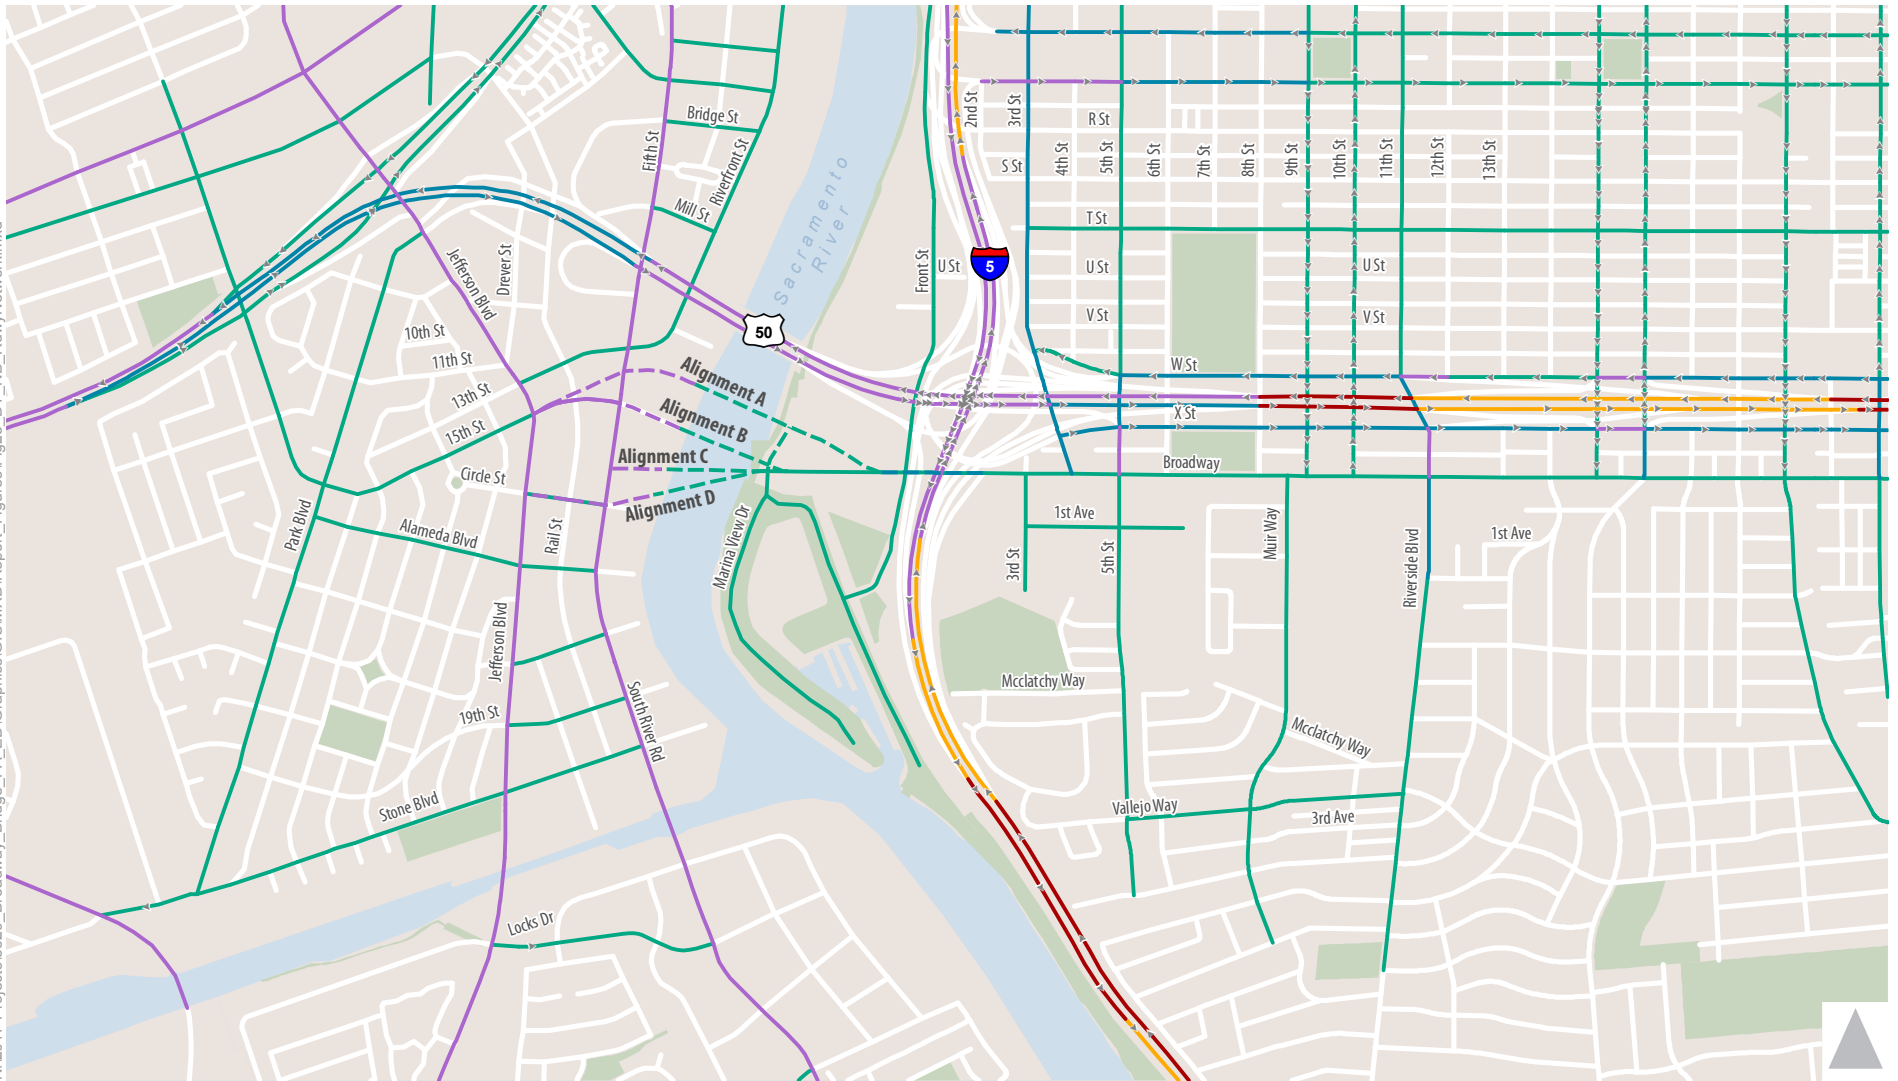 Bridge St
Fifth St
Riverfront St
Mill St
Sacramento
River
2nd St
3rd St
R St
S St
4th St
5th St
6th St
7th St
8th St
9th St
10th St
11th St
12th St
13th St
T St
Front St
U St
5
U St
U St
V St
V St
Jefferson Blvd
Drever St
50
10th St
11th St
13th St
15th St
Alignment A
Alignment B
Alignment C
Alignment D
W St
X St
Broadway
Circle St
Park Blvd
Alameda Blvd
Rail St
Marina View Dr
1st Ave
3rd St
5th St
Muir Way
Riverside Blvd
1st Ave
Jefferson Blvd
19th St
South River Rd
Mcclatchy Way
Mcclatchy Way
Stone Blvd
Vallejo Way
3rd Ave
Locks Dr